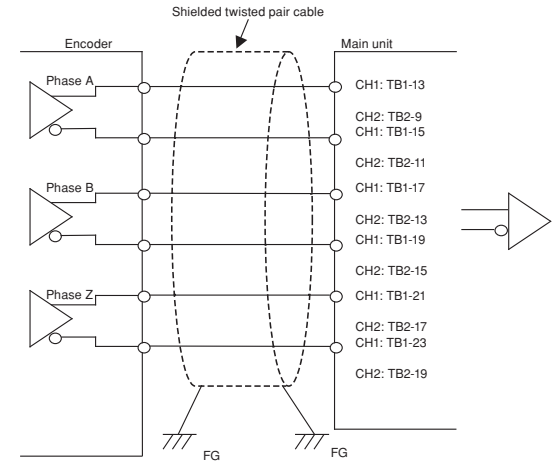 Shielded twisted pair cable
Encoder
Main unit
Phase A
CH1: TB1-13
CH2: TB2-9
CH1: TB1-15
CH2: TB2-11
Phase B
CH1: TB1-17
CH2: TB2-13
CH1: TB1-19
CH2: TB2-15
Phase Z
CH1: TB1-21
CH2: TB2-17
CH1: TB1-23
CH2: TB2-19
FG
FG